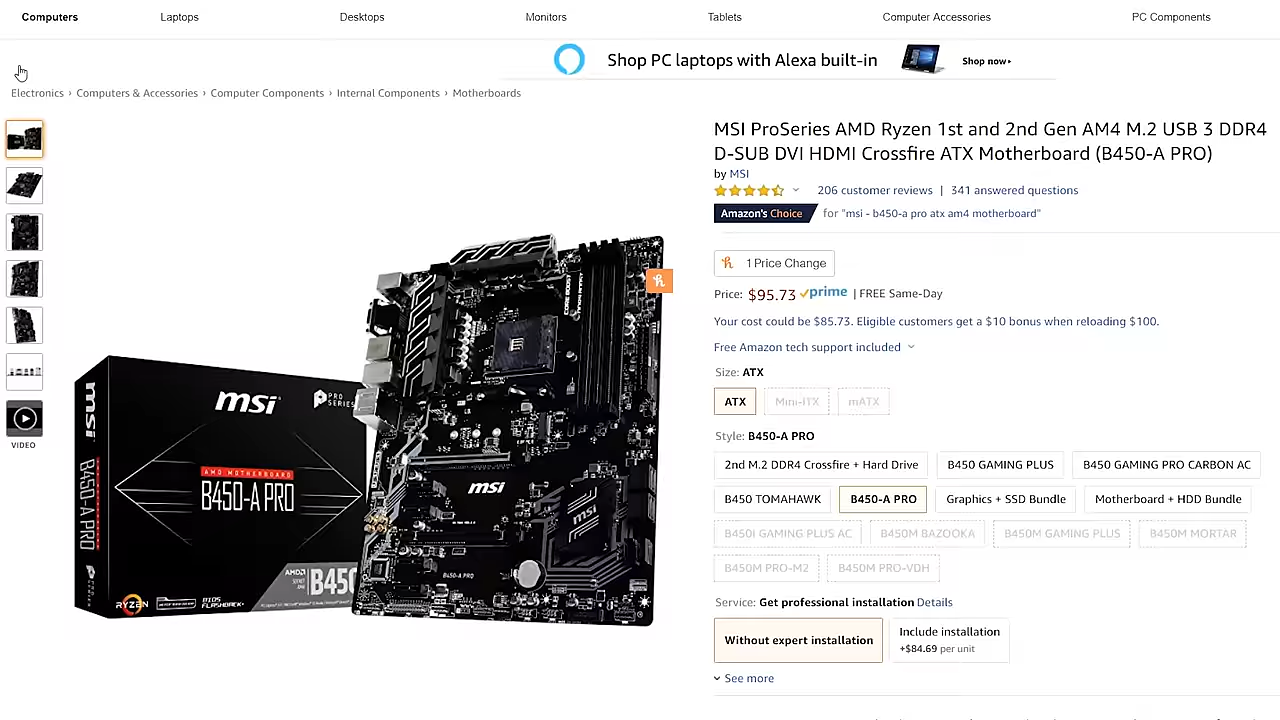 Computers Laptops Desktops Monitors Tablets Computer Accessories PC Components
Shop PC laptops with Alexa built-in Shop now
Electronics › Computers & Accessories › Computer Components › Internal Components › Motherboards
MSI ProSeries AMD Ryzen 1st and 2nd Gen AM4 M.2 USB 3 DDR4
D-SUB DVI HDMI Crossfire ATX Motherboard (B450-A PRO)
by MSI
206 customer reviews | 341 answered questions
Amazon's Choice for "msi - b450-a pro atx am4 motherboard"
1 Price Change
Price: $95.73 prime | FREE Same-Day
Your cost could be $85.73. Eligible customers get a $10 bonus when reloading $100.
Free Amazon tech support included
Size: ATX
ATX Mini-ITX mATX
Style: B450-A PRO
2nd M.2 DDR4 Crossfire + Hard Drive B450 GAMING PLUS B450 GAMING PRO CARBON AC
B450 TOMAHAWK B450-A PRO Graphics + SSD Bundle Motherboard + HDD Bundle
B450I GAMING PLUS AC B450M BAZOOKA B450M GAMING PLUS B450M MORTAR
B450M PRO-M2 B450M PRO-VDH
Service: Get professional installation Details
Without expert installation
Include installation
+$84.69 per unit
See more
VIDEO
msi
B450-A PRO
msi
PRO
SERIES
AMD MOTHERBOARD
B450-A PRO
RYZEN
BIOS
FLASHBACK+
AMD
B450
CORE BOOST
msi
msi
B450-A PRO